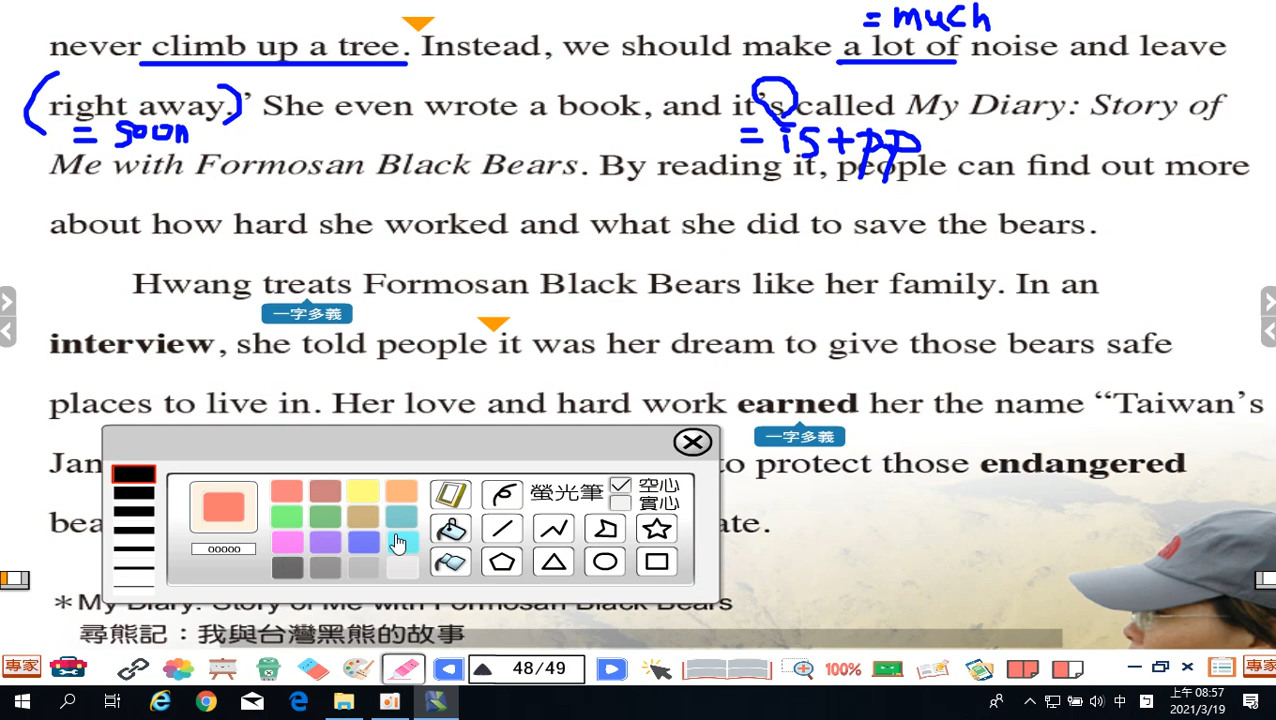 = much
never climb up a tree. Instead, we should make a lot of noise and leave
right away.’ She even wrote a book, and it’s called My Diary: Story of
= soon = is+pp
Me with Formosan Black Bears. By reading it, people can find out more
about how hard she worked and what she did to save the bears.
Hwang treats Formosan Black Bears like her family. In an
一字多義
interview, she told people it was her dream to give those bears safe
places to live in. Her love and hard work earned her the name “Taiwan’s
一字多義
Jan to protect those endangered
bea ate.
螢光筆 空心
實心
00000
*My Diary: Story of Me with Formosan Black Bears
尋熊記：我與台灣黑熊的故事
專家 48/49 100% 專家
中 上午 08:57
2021/3/19